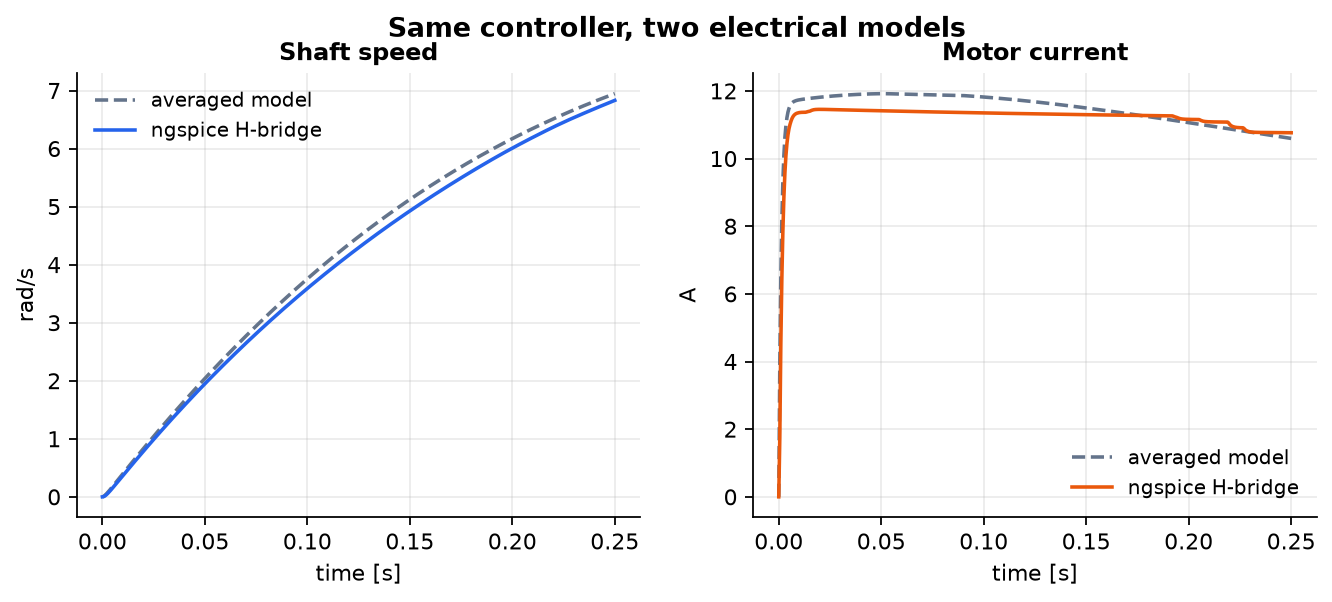 Same controller, two electrical models
Shaft speed
7
6
5
4
3
2
1
0
rad/s
averaged model
ngspice H-bridge
0.00 0.05 0.10 0.15 0.20 0.25
time [s]
Motor current
12
10
8
6
4
2
0
A
averaged model
ngspice H-bridge
0.00 0.05 0.10 0.15 0.20 0.25
time [s]